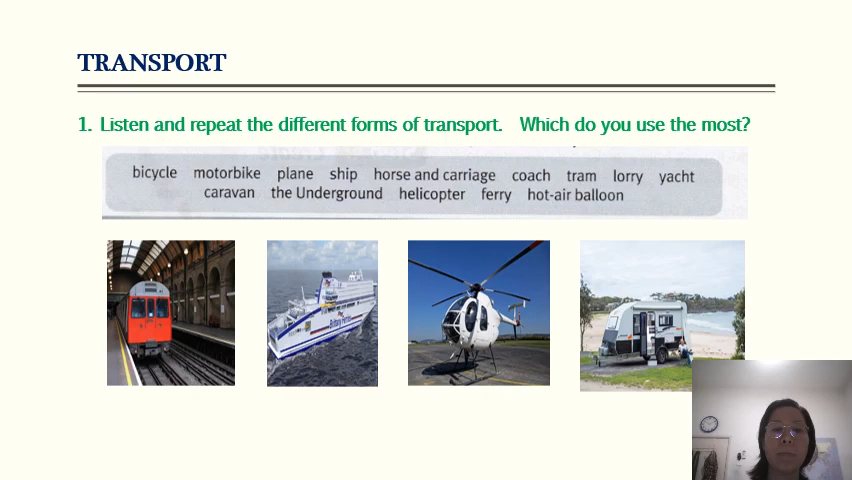 TRANSPORT
1. Listen and repeat the different forms of transport. Which do you use the most?
bicycle motorbike plane ship horse and carriage coach tram lorry yacht
caravan the Underground helicopter ferry hot-air balloon